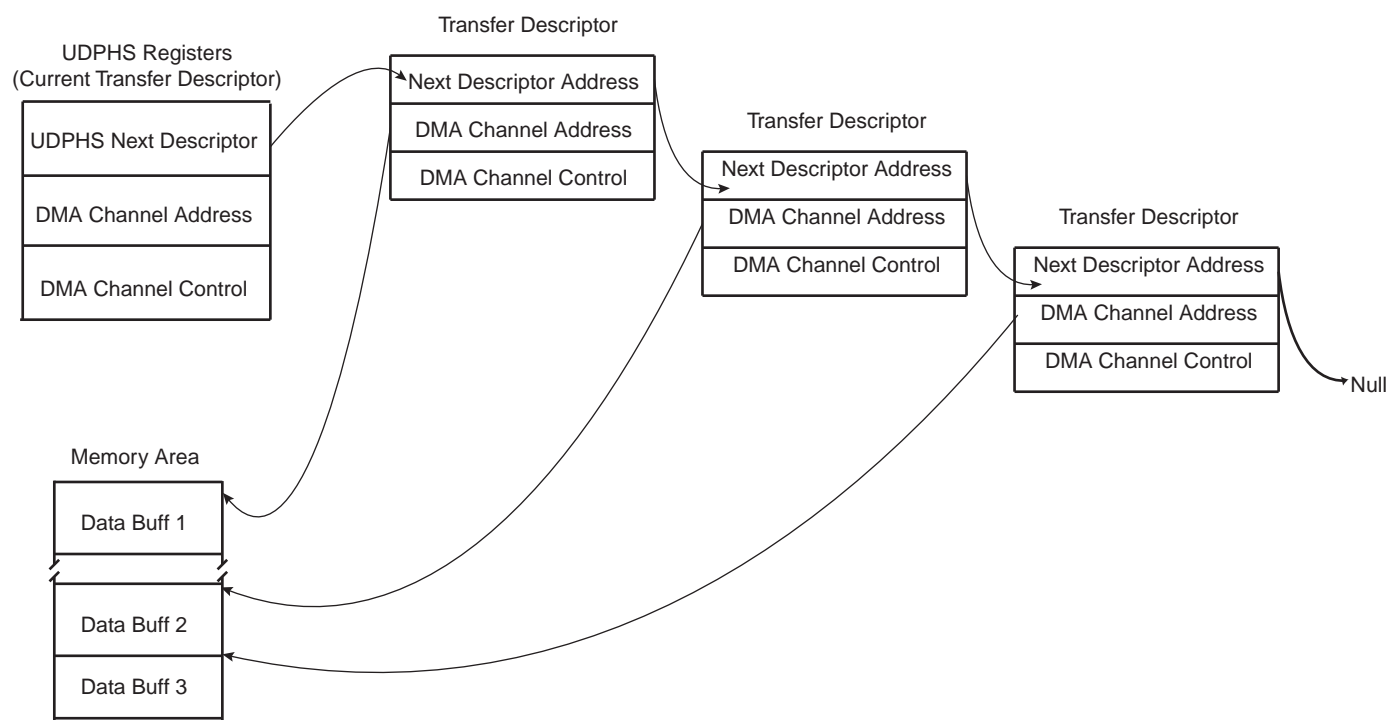 UDPHS Registers
(Current Transfer Descriptor)
UDPHS Next Descriptor
DMA Channel Address
DMA Channel Control
Transfer Descriptor
Next Descriptor Address
DMA Channel Address
DMA Channel Control
Transfer Descriptor
Next Descriptor Address
DMA Channel Address
DMA Channel Control
Transfer Descriptor
Next Descriptor Address
DMA Channel Address
DMA Channel Control
Null
Memory Area
Data Buff 1
Data Buff 2
Data Buff 3